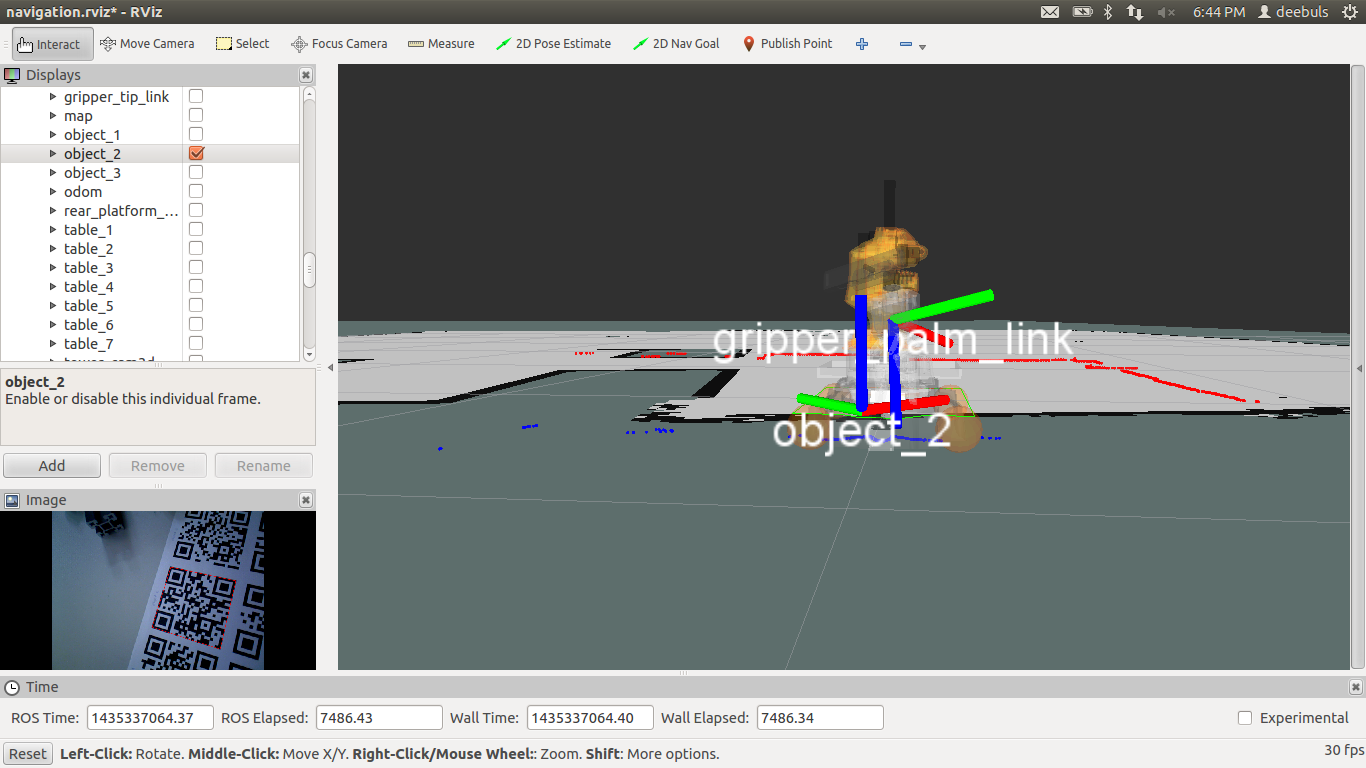 navigation.rviz* - RViz
6:44 PM
deebuls
Interact
Move Camera
Select
Focus Camera
Measure
2D Pose Estimate
2D Nav Goal
Publish Point
Displays
gripper_tip_link
map
object_1
object_2
object_3
odom
rear_platform_...
table_1
table_2
table_3
table_4
table_5
table_6
table_7
object_2
Enable or disable this individual frame.
Add
Remove
Rename
Image
gripper_palm_link
object_2
Time
ROS Time: 1435337064.37 ROS Elapsed: 7486.43 Wall Time: 1435337064.40 Wall Elapsed: 7486.34 Experimental
Reset Left-Click: Rotate. Middle-Click: Move X/Y. Right-Click/Mouse Wheel:: Zoom. Shift: More options. 30 fps